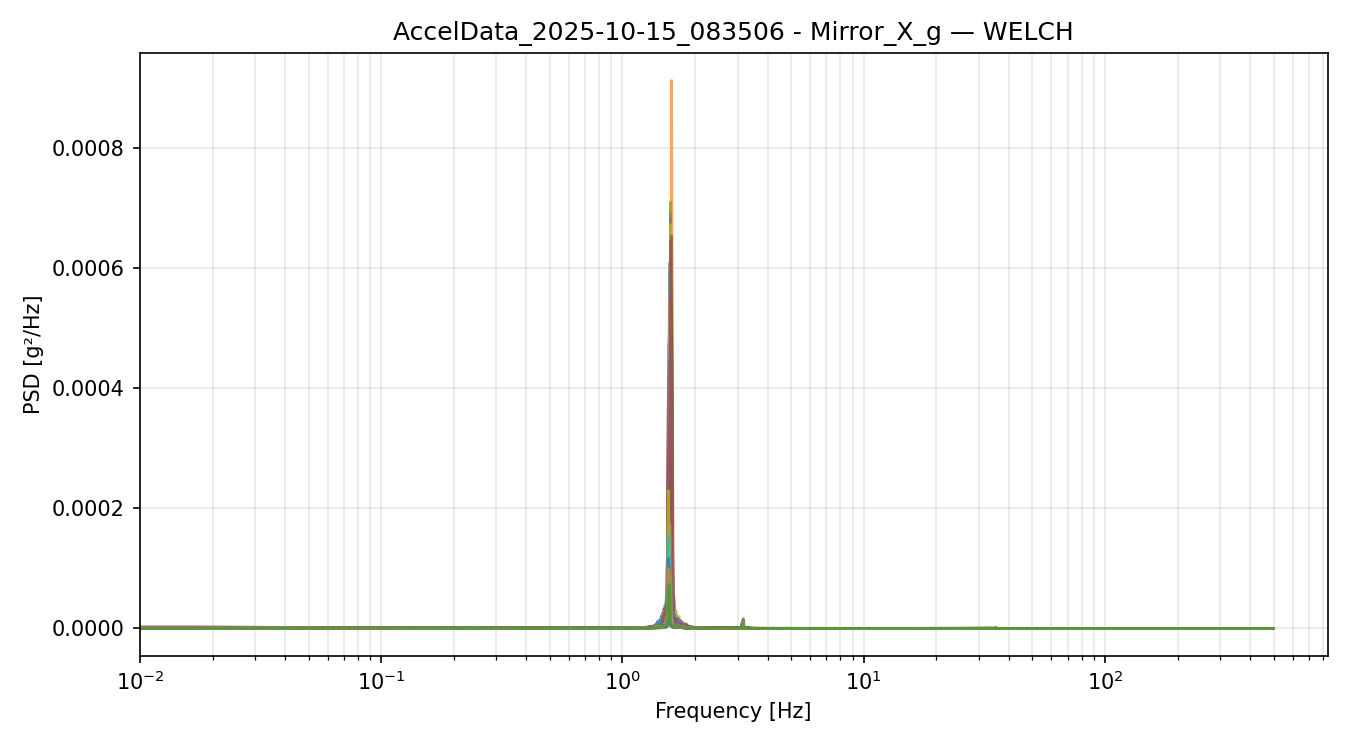 AccelData_2025-10-15_083506 - Mirror_X_g — WELCH
PSD [g²/Hz]
0.0008
0.0006
0.0004
0.0002
0.0000
10⁻² 10⁻¹ 10⁰ 10¹ 10²
Frequency [Hz]